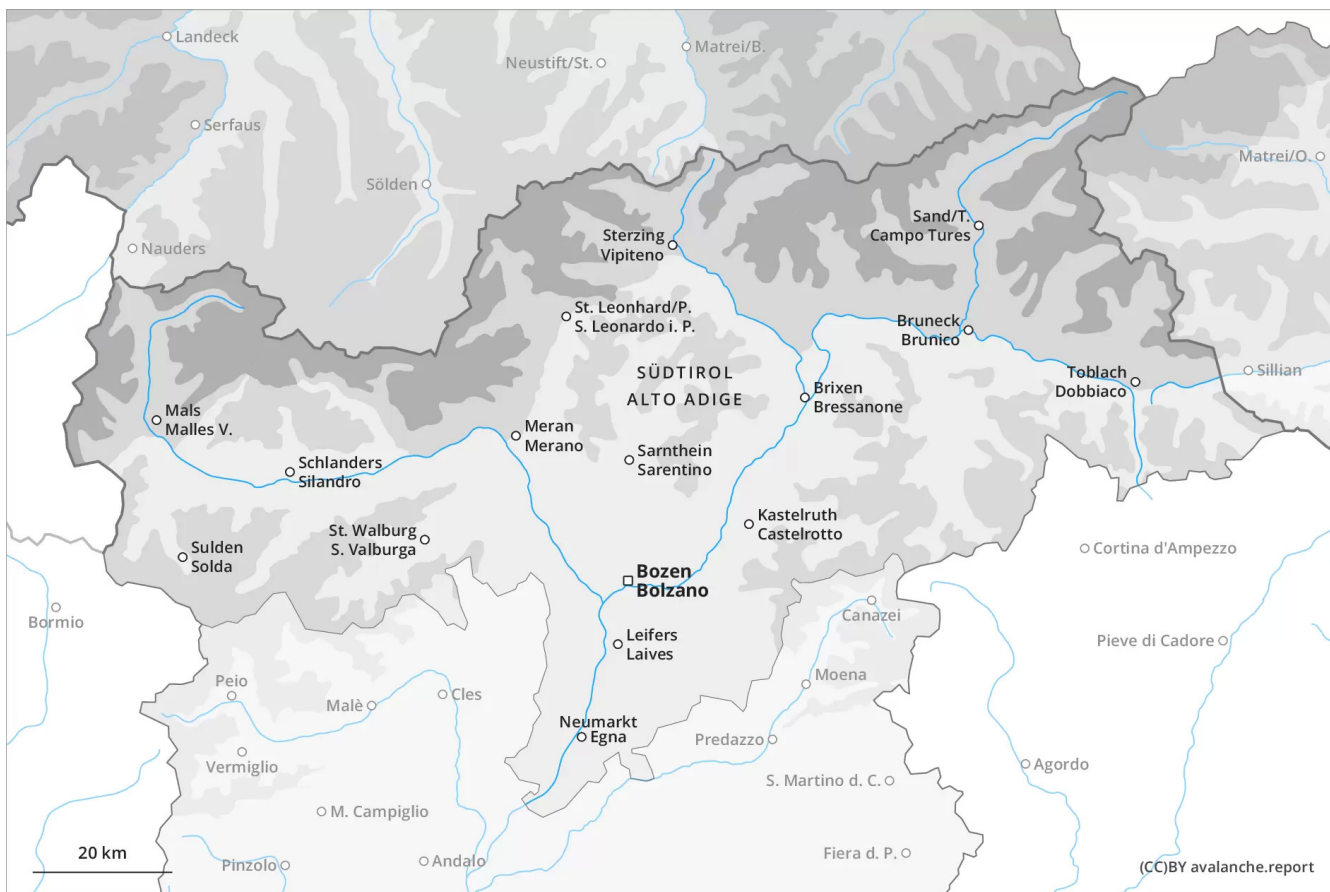 Landeck
Matrei/B.
Neustift/St.
Serfaus
Matrei/O.
Sölden
Sand/T.
Campo Tures
Sterzing
Vipiteno
Nauders
St. Leonhard/P.
S. Leonardo i. P.
Bruneck
Brunico
SÜDTIROL
ALTO ADIGE
Toblach
Dobbiaco
Sillian
Brixen
Bressanone
Mals
Malles V.
Meran
Merano
Schlanders
Silandro
Sarnthein
Sarentino
Kastelruth
Castelrotto
St. Walburg
S. Valburga
Sulden
Solda
Cortina d'Ampezzo
Bozen
Bolzano
Bormio
Canazei
Leifers
Laives
Pieve di Cadore
Peio
Moena
Malè
Cles
Neumarkt
Egna
Predazzo
Vermiglio
Agordo
S. Martino d. C.
M. Campiglio
20 km
Pinzolo
Andalo
Fiera d. P.
(CC)BY avalanche.report